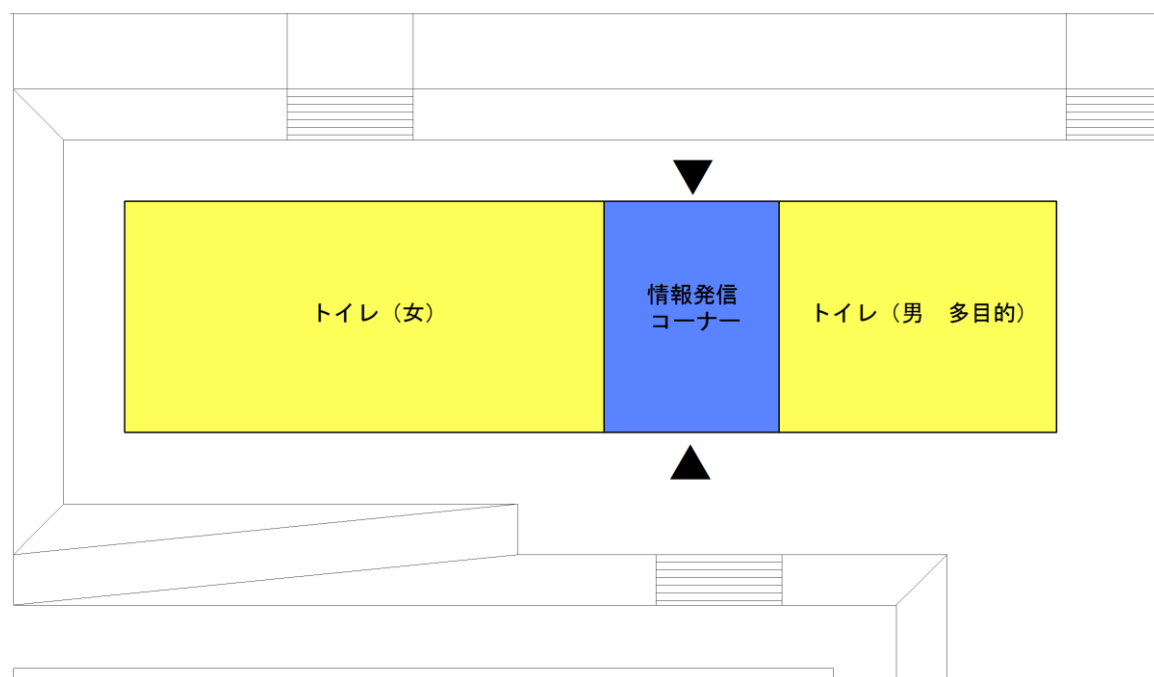 トイレ（女）
情報発信
コーナー
トイレ（男　多目的）